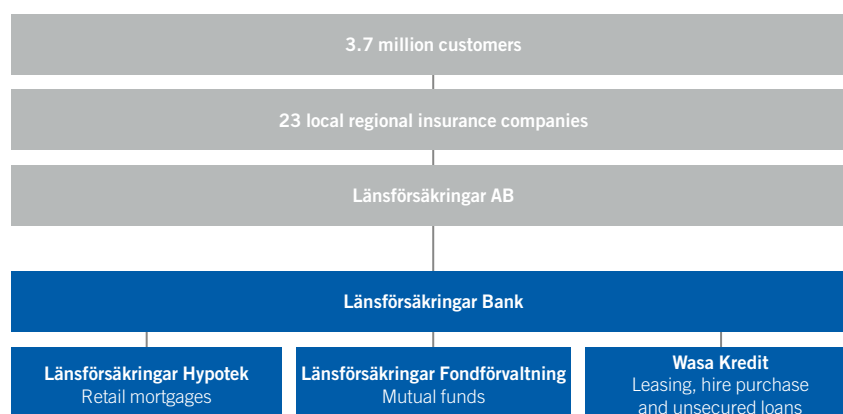 3.7 million customers
23 local regional insurance companies
Länsförsäkringar AB
Länsförsäkringar Bank
Länsförsäkringar Hypotek
Retail mortgages
Länsförsäkringar Fondförvaltning
Mutual funds
Wasa Kredit
Leasing, hire purchase
and unsecured loans